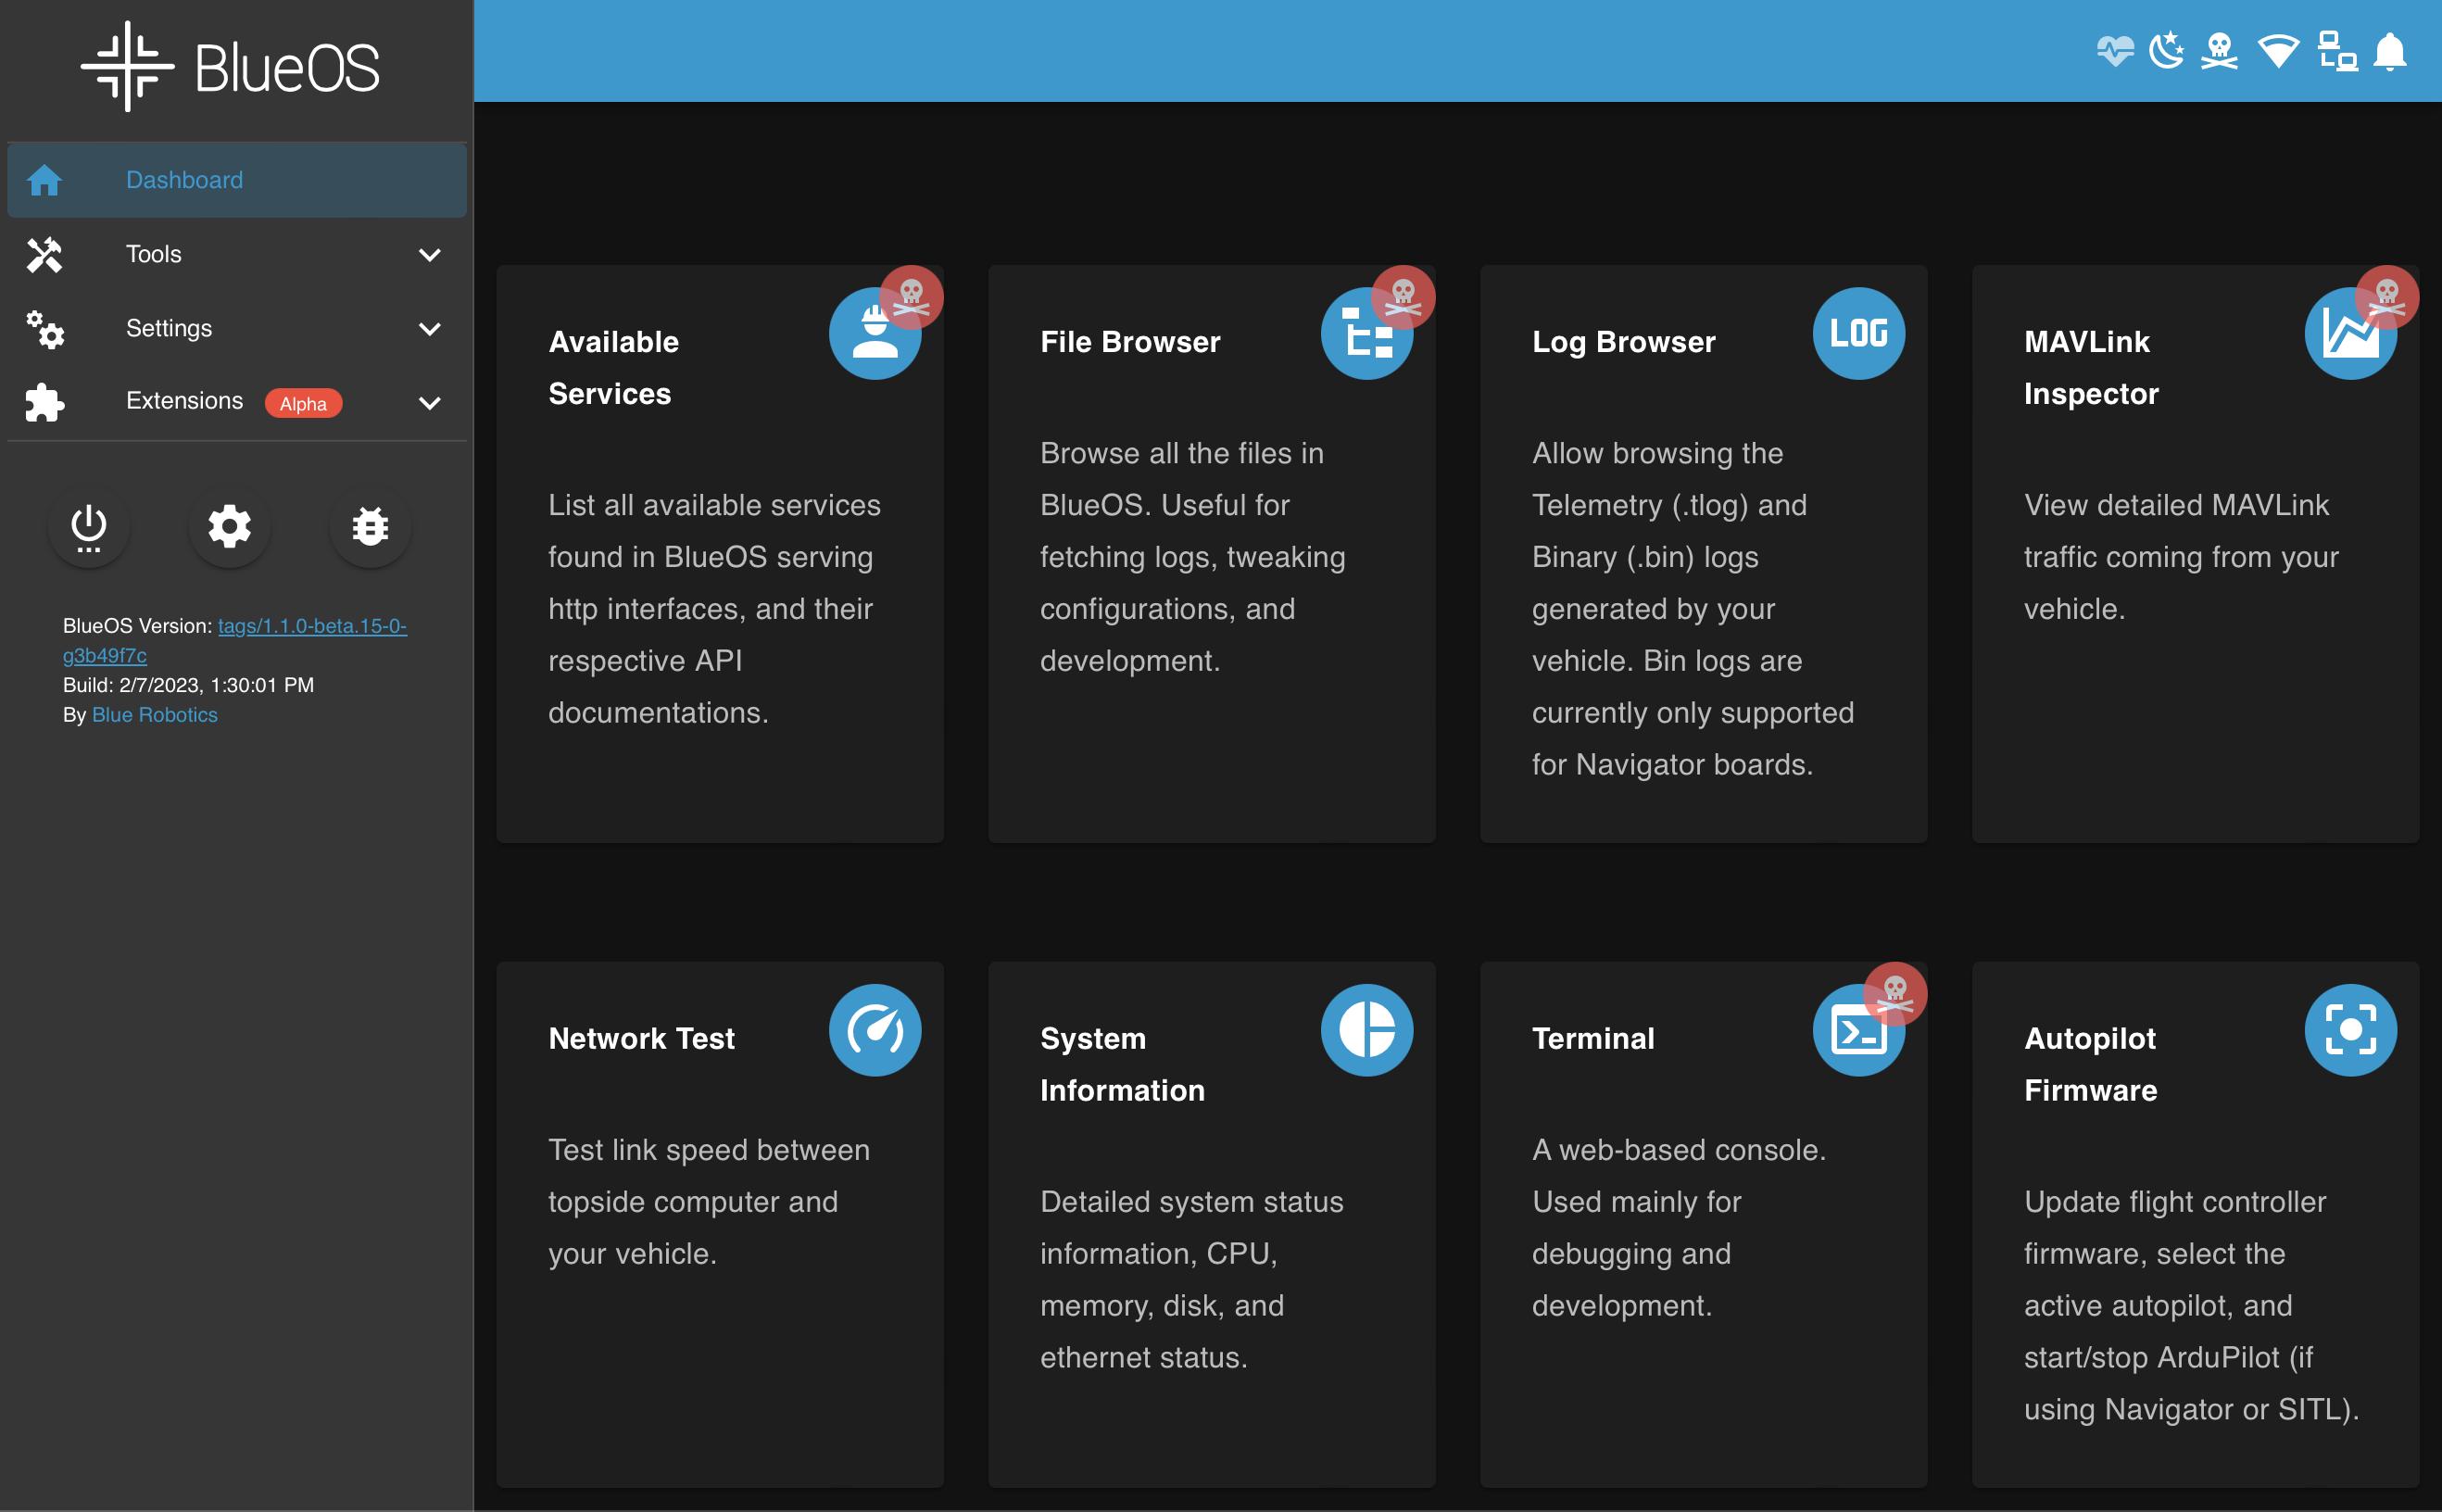 BlueOS
Dashboard
Tools
Settings
Extensions Alpha
BlueOS Version: tags/1.1.0-beta.15-0-
g3b49f7c
Build: 2/7/2023, 1:30:01 PM
By Blue Robotics
Available
Services
List all available services
found in BlueOS serving
http interfaces, and their
respective API
documentations.
File Browser
Browse all the files in
BlueOS. Useful for
fetching logs, tweaking
configurations, and
development.
Log Browser
LOG
Allow browsing the
Telemetry (.tlog) and
Binary (.bin) logs
generated by your
vehicle. Bin logs are
currently only supported
for Navigator boards.
MAVLink
Inspector
View detailed MAVLink
traffic coming from your
vehicle.
Network Test
Test link speed between
topside computer and
your vehicle.
System
Information
Detailed system status
information, CPU,
memory, disk, and
ethernet status.
Terminal
A web-based console.
Used mainly for
debugging and
development.
Autopilot
Firmware
Update flight controller
firmware, select the
active autopilot, and
start/stop ArduPilot (if
using Navigator or SITL).